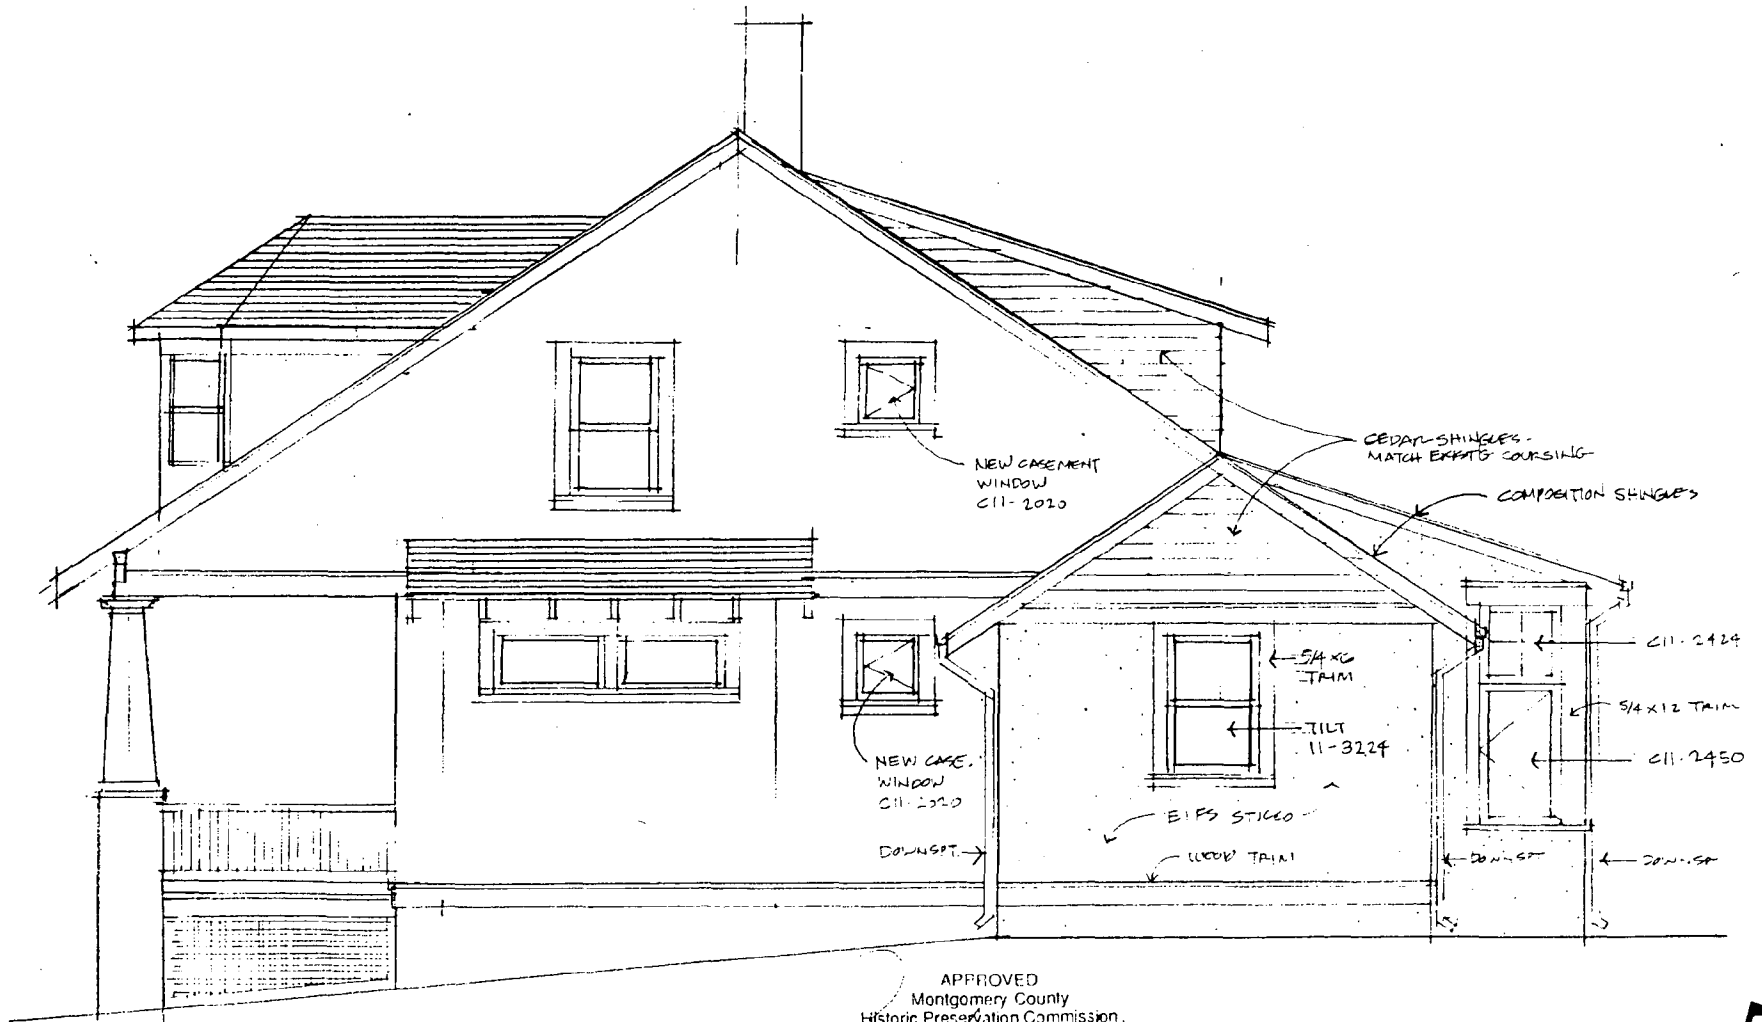 CEDAR SHINGLES -
MATCH EXIST'G COURSING
NEW CASEMENT
WINDOW
C11-2020
COMPOSITION SHINGLES
C11-2424
5/4x6
TRIM
5/4x12 TRIM
TILT
11-3224
C11-2450
NEW CASE.
WINDOW
C11-2020
EIFS STUCCO
DOWNSPT.
WOOD TRIM
DOWNSPT
DOWNSPT
APPROVED
Montgomery County
Historic Preservation Commission